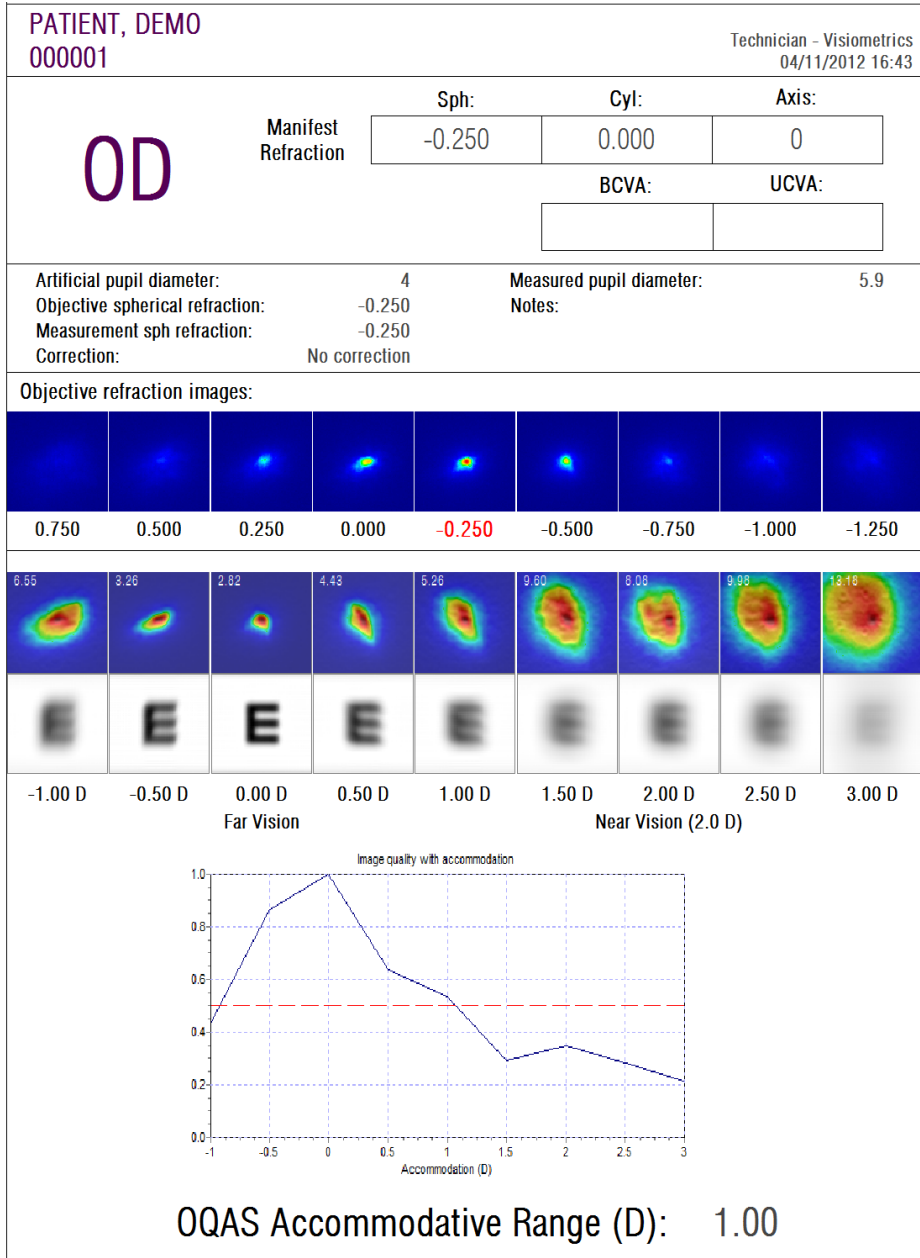 PATIENT, DEMO
000001
Technician - Visiometrics
04/11/2012 16:43
OD
Manifest
Refraction
Sph: Cyl: Axis:
-0.250 0.000 0
BCVA: UCVA:
Artificial pupil diameter: 4 Measured pupil diameter: 5.9
Objective spherical refraction: -0.250 Notes:
Measurement sph refraction: -0.250
Correction: No correction
Objective refraction images:
0.750 0.500 0.250 0.000 -0.250 -0.500 -0.750 -1.000 -1.250
6.55 3.26 2.82 4.43 5.26 9.60 8.08 9.98 13.16
E E E E E E E E E
-1.00 D -0.50 D 0.00 D 0.50 D 1.00 D 1.50 D 2.00 D 2.50 D 3.00 D
Far Vision Near Vision (2.0 D)
Image quality with accommodation
1.0
0.8
0.6
0.4
0.2
0.0
-1 -0.5 0 0.5 1 1.5 2 2.5 3
Accommodation (D)
OQAS Accommodative Range (D): 1.00